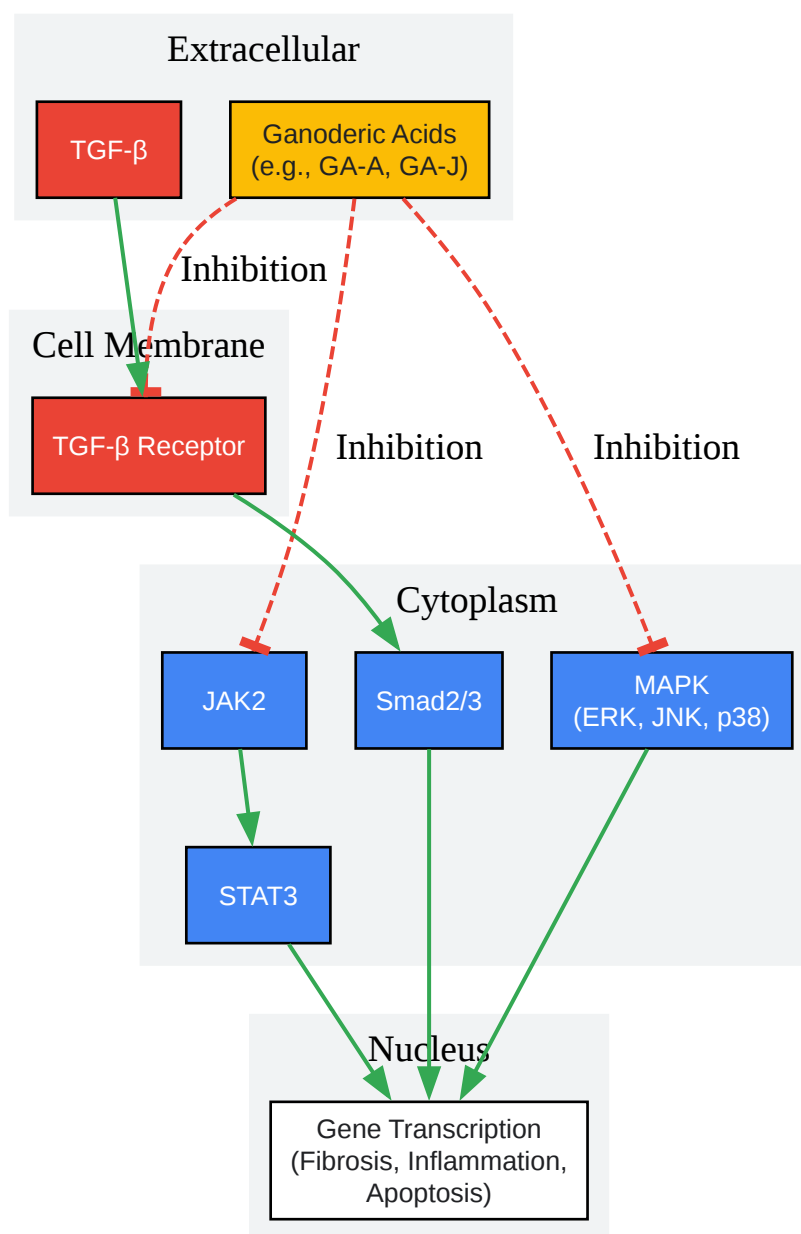 Extracellular
TGF-β
Ganoderic Acids
(e.g., GA-A, GA-J)
Inhibition
Cell Membrane
TGF-β Receptor
Inhibition
Inhibition
Cytoplasm
JAK2
Smad2/3
MAPK
(ERK, JNK, p38)
STAT3
Nucleus
Gene Transcription
(Fibrosis, Inflammation,
Apoptosis)